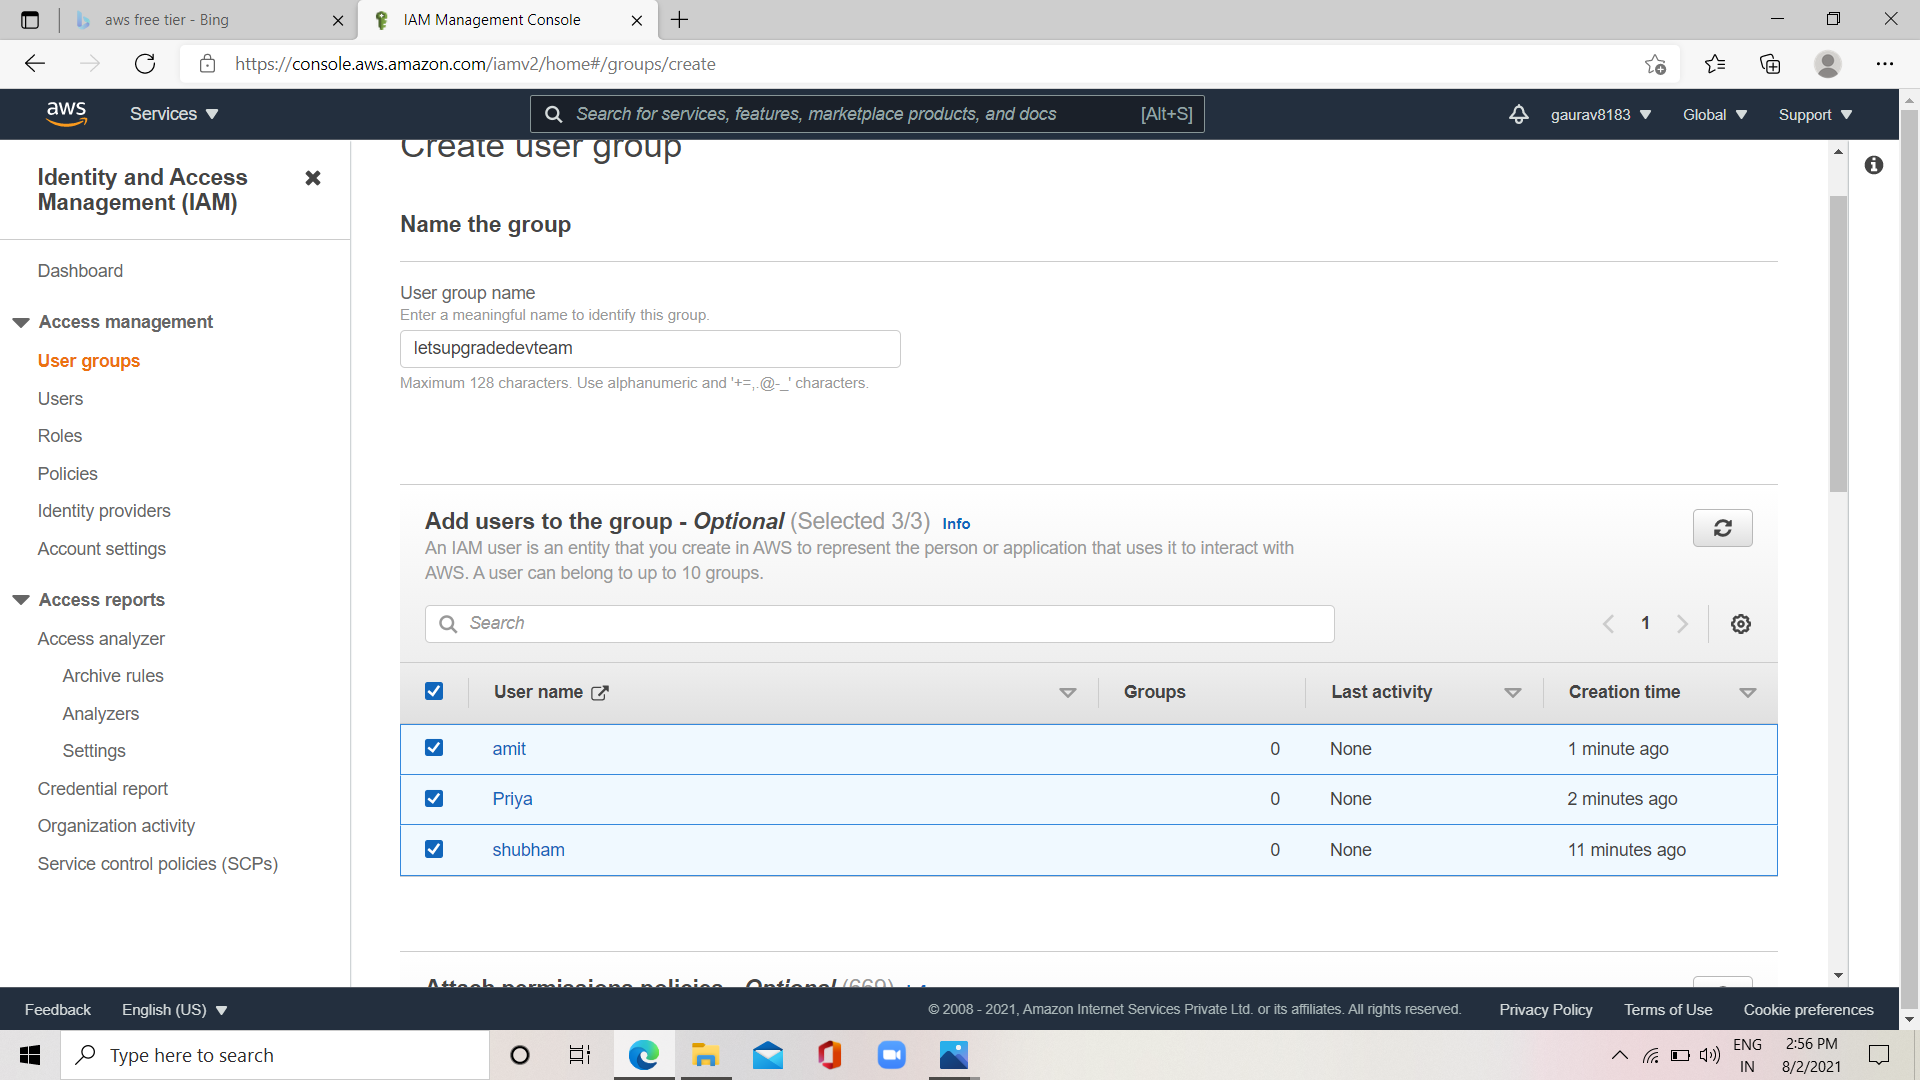 aws free tier - Bing
IAM Management Console
https://console.aws.amazon.com/iamv2/home#/groups/create
aws
Services
Search for services, features, marketplace products, and docs
[Alt+S]
gaurav8183
Global
Support
Identity and Access
Management (IAM)
Dashboard
Access management
User groups
Users
Roles
Policies
Identity providers
Account settings
Access reports
Access analyzer
Archive rules
Analyzers
Settings
Credential report
Organization activity
Service control policies (SCPs)
Create user group
Name the group
User group name
Enter a meaningful name to identify this group.
letsupgradedevteam
Maximum 128 characters. Use alphanumeric and '+=,.@-_' characters.
Add users to the group - Optional (Selected 3/3) Info
An IAM user is an entity that you create in AWS to represent the person or application that uses it to interact with
AWS. A user can belong to up to 10 groups.
Search
1
User name Groups Last activity Creation time
amit 0 None 1 minute ago
Priya 0 None 2 minutes ago
shubham 0 None 11 minutes ago
Attach permissions policies - Optional (669) Info
Feedback
English (US)
© 2008 - 2021, Amazon Internet Services Private Ltd. or its affiliates. All rights reserved.
Privacy Policy
Terms of Use
Cookie preferences
Type here to search
ENG
IN
2:56 PM
8/2/2021